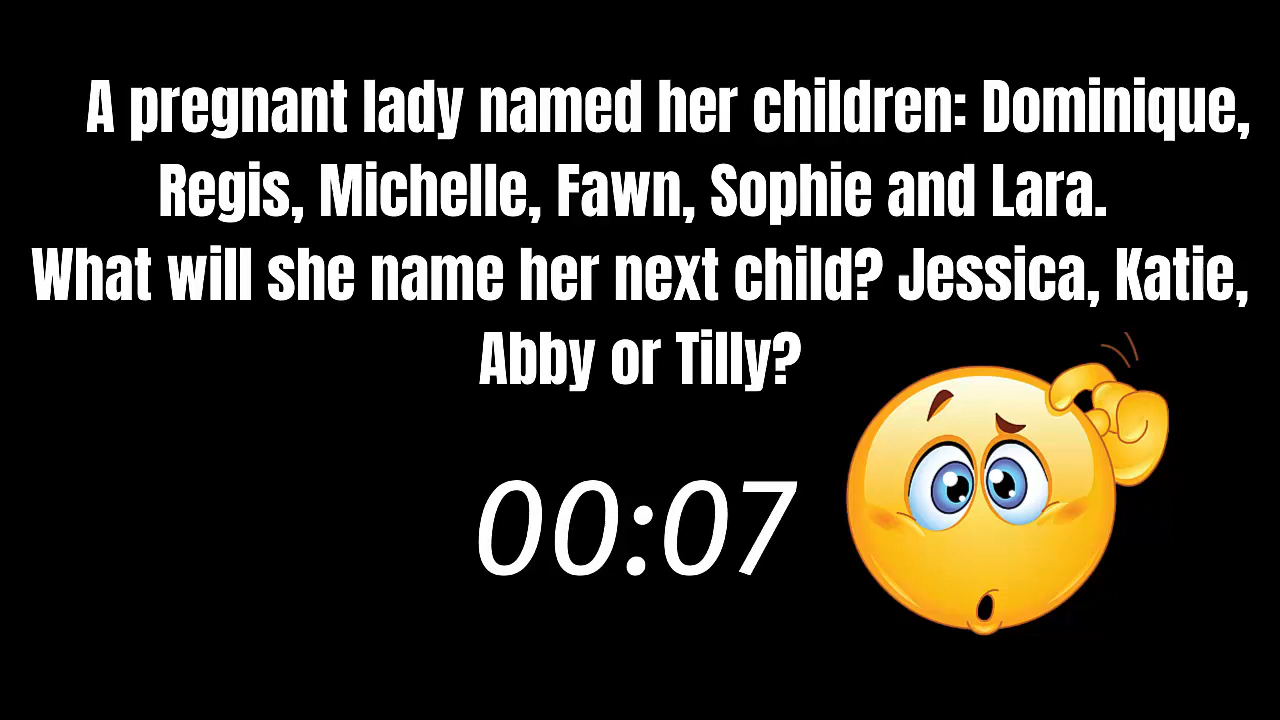 A pregnant lady named her children: Dominique,
Regis, Michelle, Fawn, Sophie and Lara.
What will she name her next child? Jessica, Katie,
Abby or Tilly?
00:07